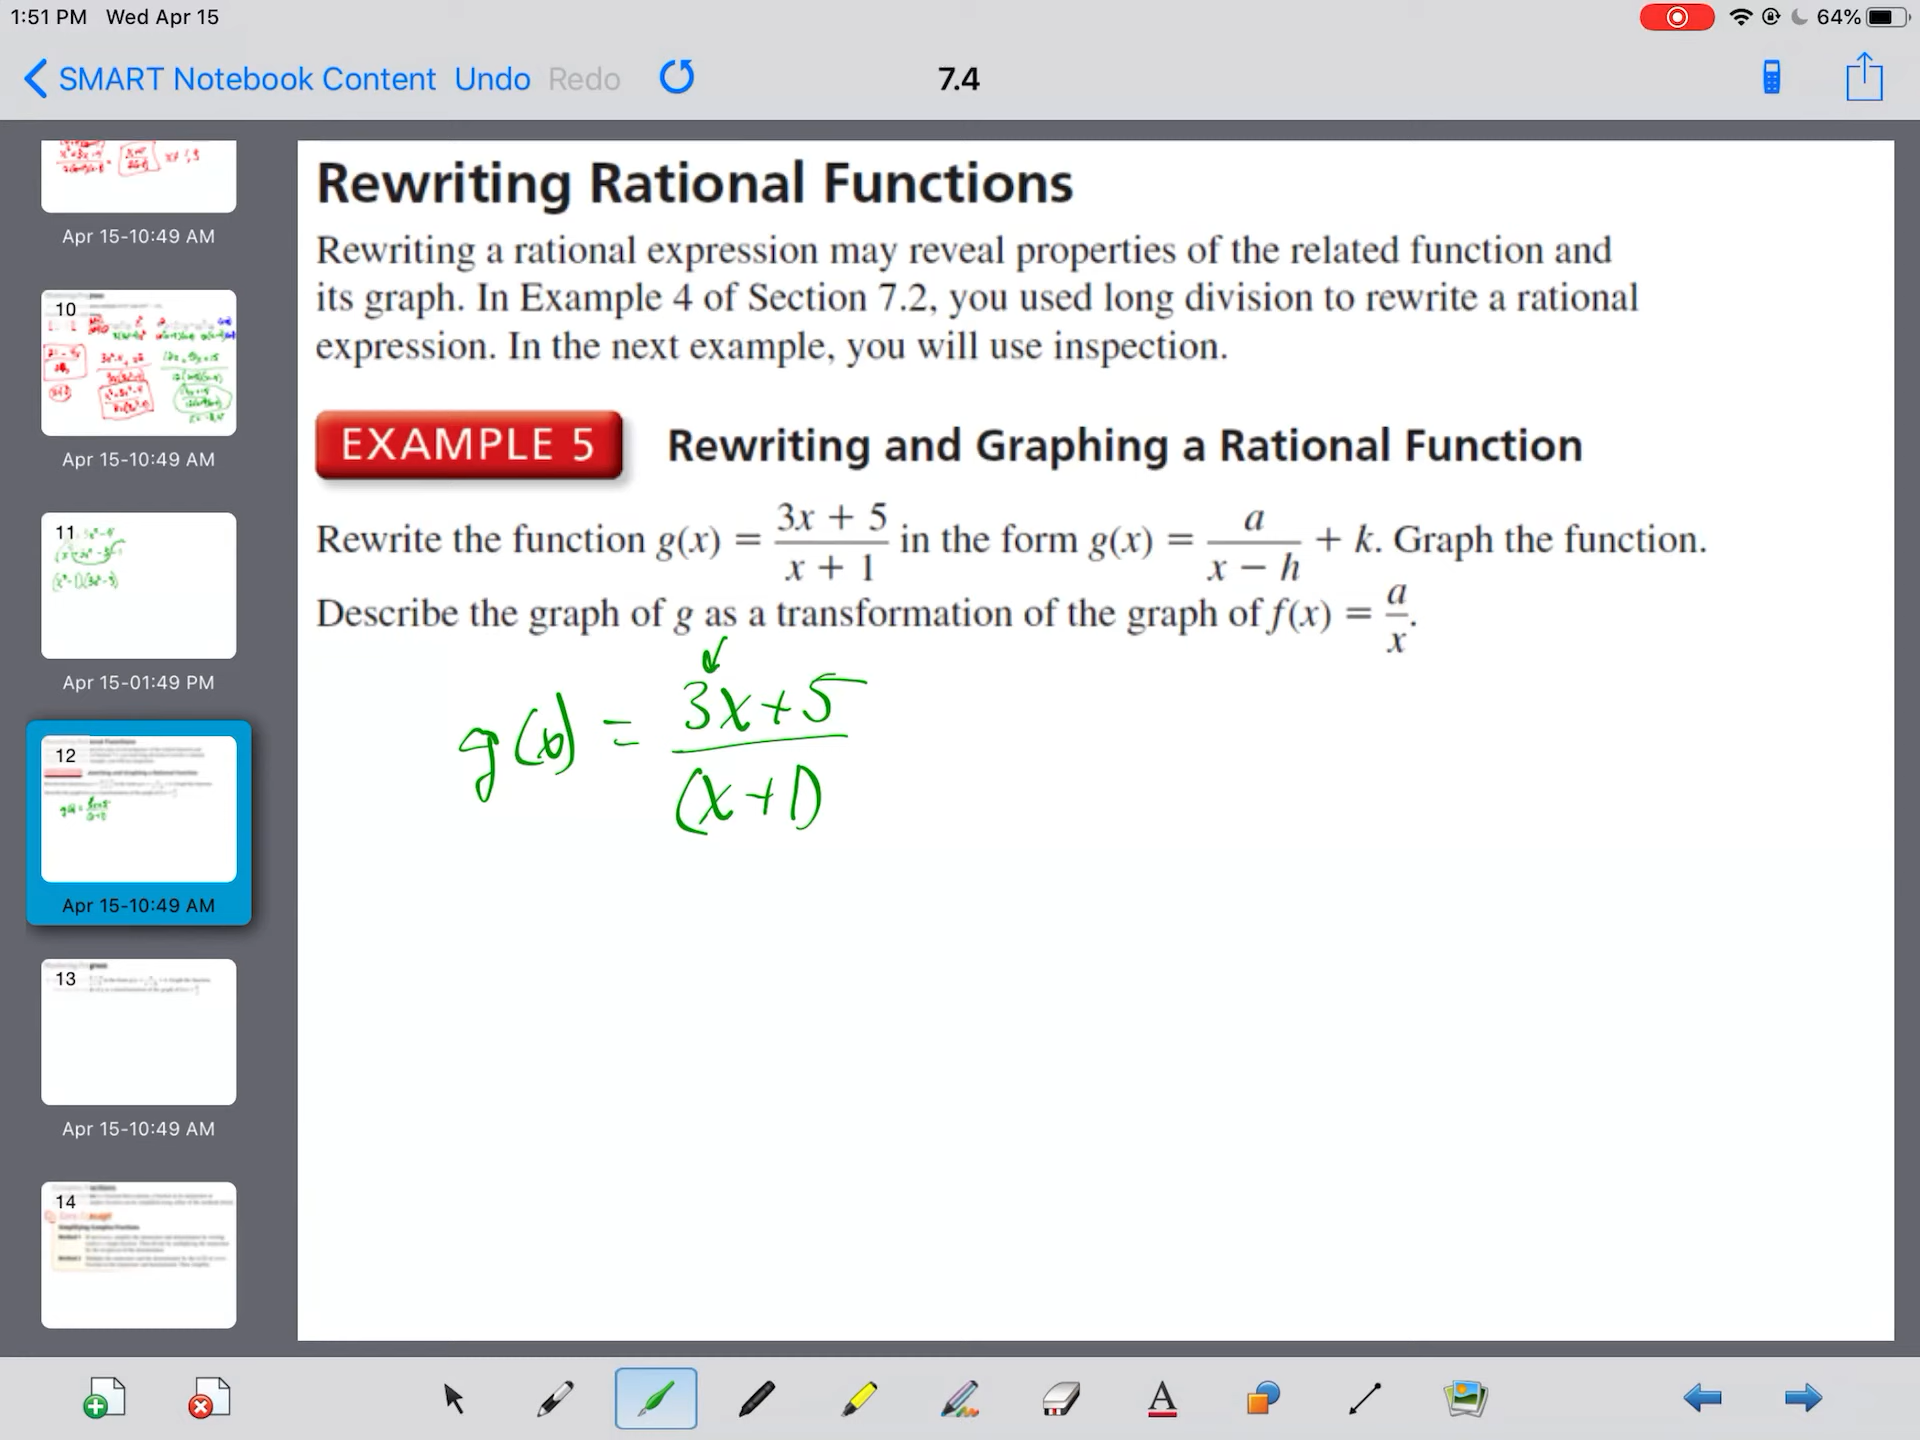 1:51 PM Wed Apr 15
64%
SMART Notebook Content Undo Redo
7.4
Apr 15-10:49 AM
10
Apr 15-10:49 AM
11
Apr 15-01:49 PM
12
Apr 15-10:49 AM
13
Apr 15-10:49 AM
14
Rewriting Rational Functions
Rewriting a rational expression may reveal properties of the related function and
its graph. In Example 4 of Section 7.2, you used long division to rewrite a rational
expression. In the next example, you will use inspection.
EXAMPLE 5 Rewriting and Graphing a Rational Function
Rewrite the function g(x) = (3x + 5)/(x + 1) in the form g(x) = a/(x − h) + k. Graph the function.
Describe the graph of g as a transformation of the graph of f(x) = a/x.
g(x) = 3x+5/(x+1)
A